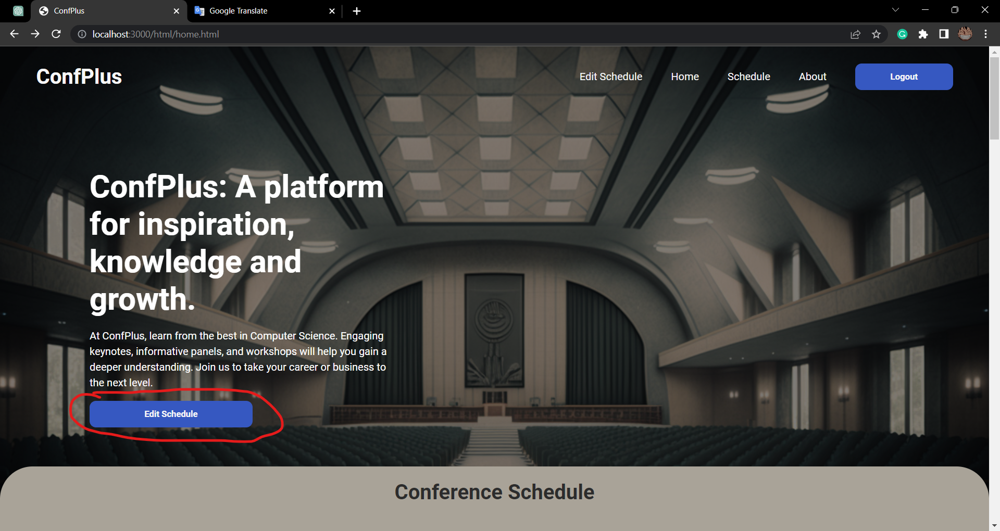 ConfPlus
Google Translate
localhost:3000/html/home.html
ConfPlus
Edit Schedule
Home
Schedule
About
Logout
ConfPlus: A platform
for inspiration,
knowledge and
growth.
At ConfPlus, learn from the best in Computer Science. Engaging
keynotes, informative panels, and workshops will help you gain a
deeper understanding. Join us to take your career or business to
the next level.
Edit Schedule
Conference Schedule